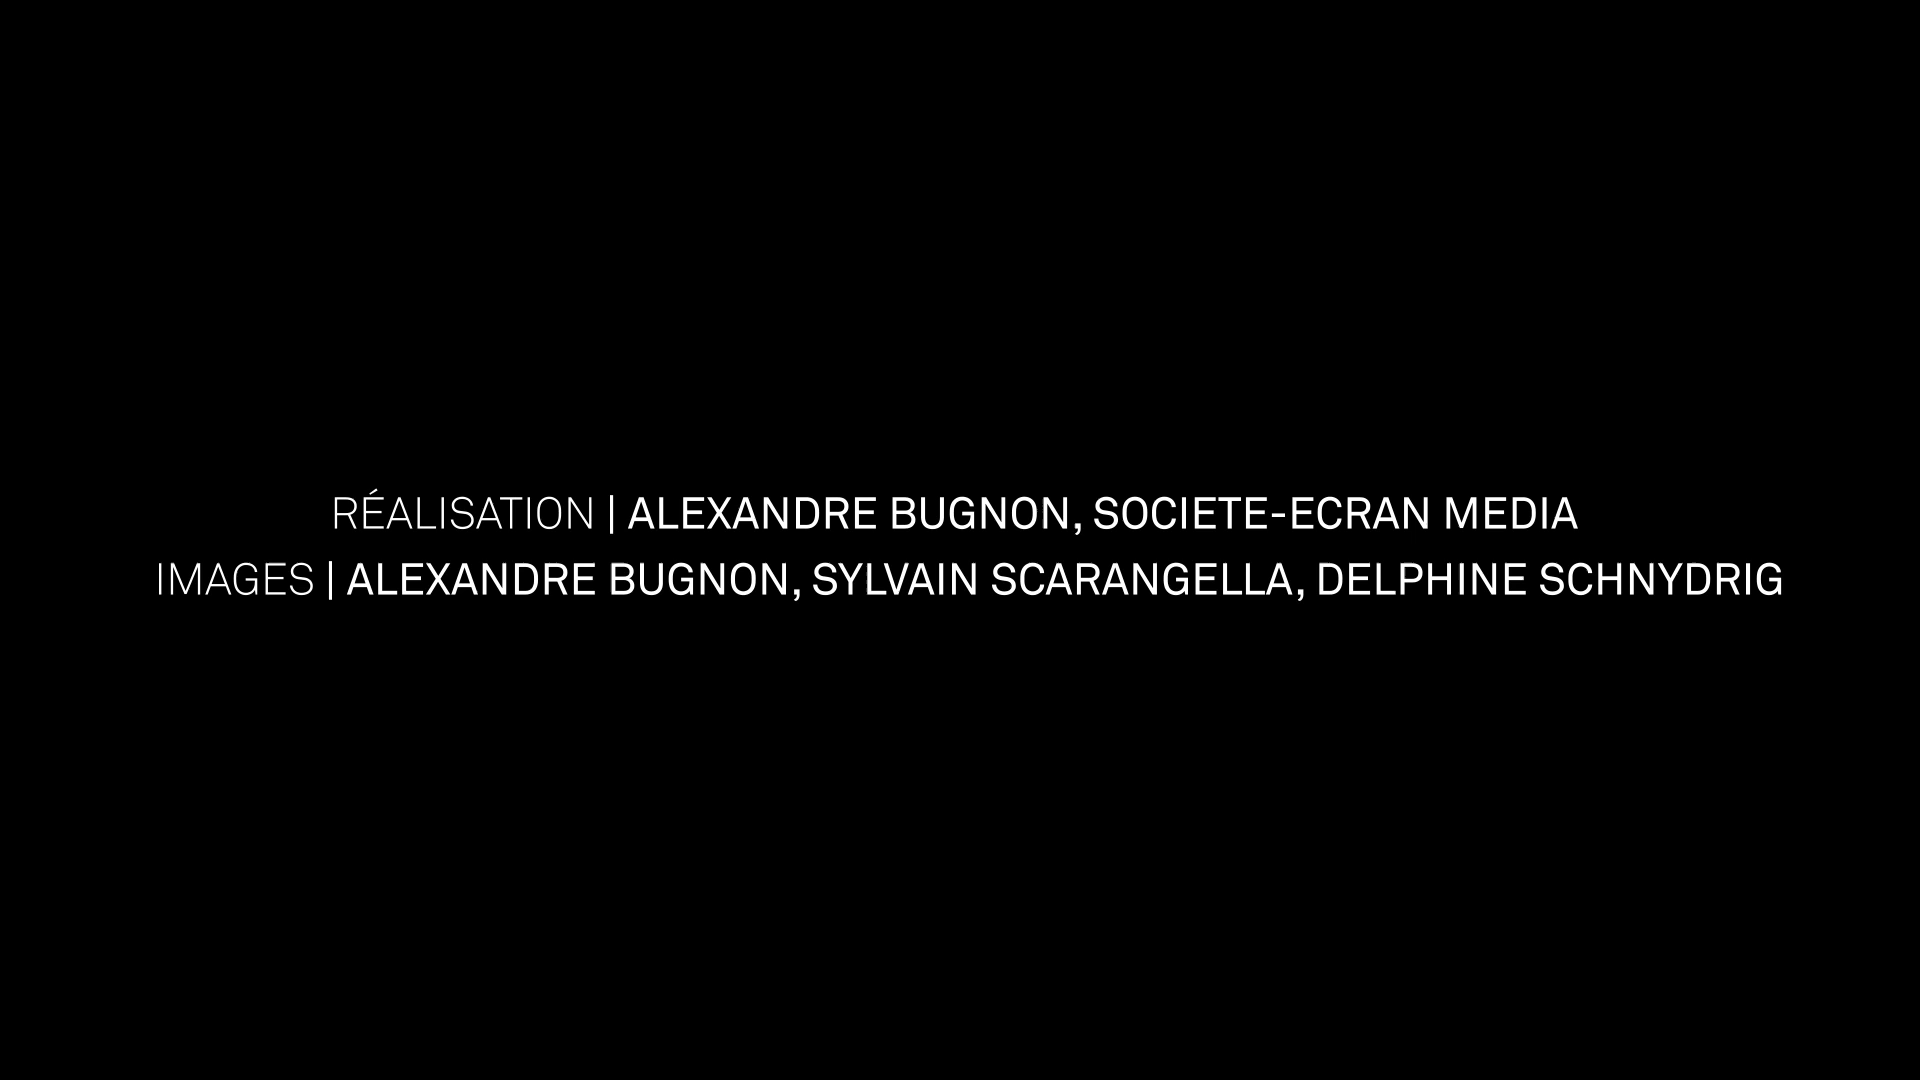 RÉALISATION | ALEXANDRE BUGNON, SOCIETE-ECRAN MEDIA
IMAGES | ALEXANDRE BUGNON, SYLVAIN SCARANGELLA, DELPHINE SCHNYDRIG